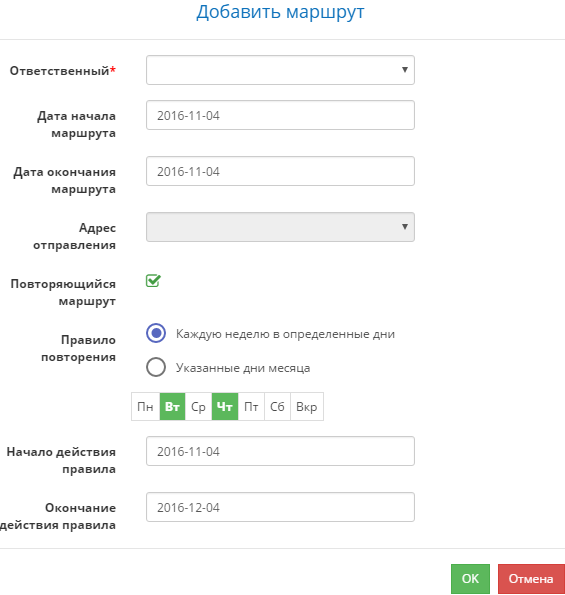 Добавить маршрут
Ответственный*
Дата начала
маршрута
2016-11-04
Дата окончания
маршрута
2016-11-04
Адрес
отправления
Повторяющийся
маршрут
Правило
повторения
Каждую неделю в определенные дни
Указанные дни месяца
Пн Вт Ср Чт Пт Сб Вкр
Начало действия
правила
2016-11-04
Окончание
действия правила
2016-12-04
OK Отмена